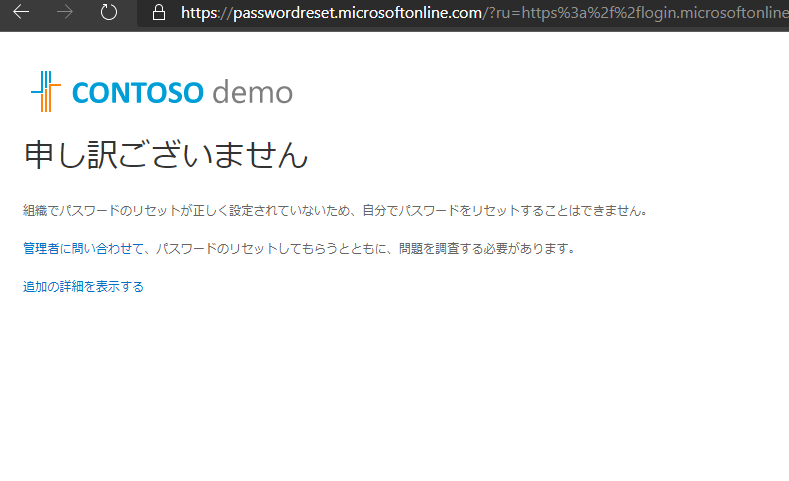 https://passwordreset.microsoftonline.com/?ru=https%3a%2f%2flogin.microsoftonline
CONTOSO demo
申し訳ございません
組織でパスワードのリセットが正しく設定されていないため、自分でパスワードをリセットすることはできません。
管理者に問い合わせて、パスワードのリセットしてもらうとともに、問題を調査する必要があります。
追加の詳細を表示する